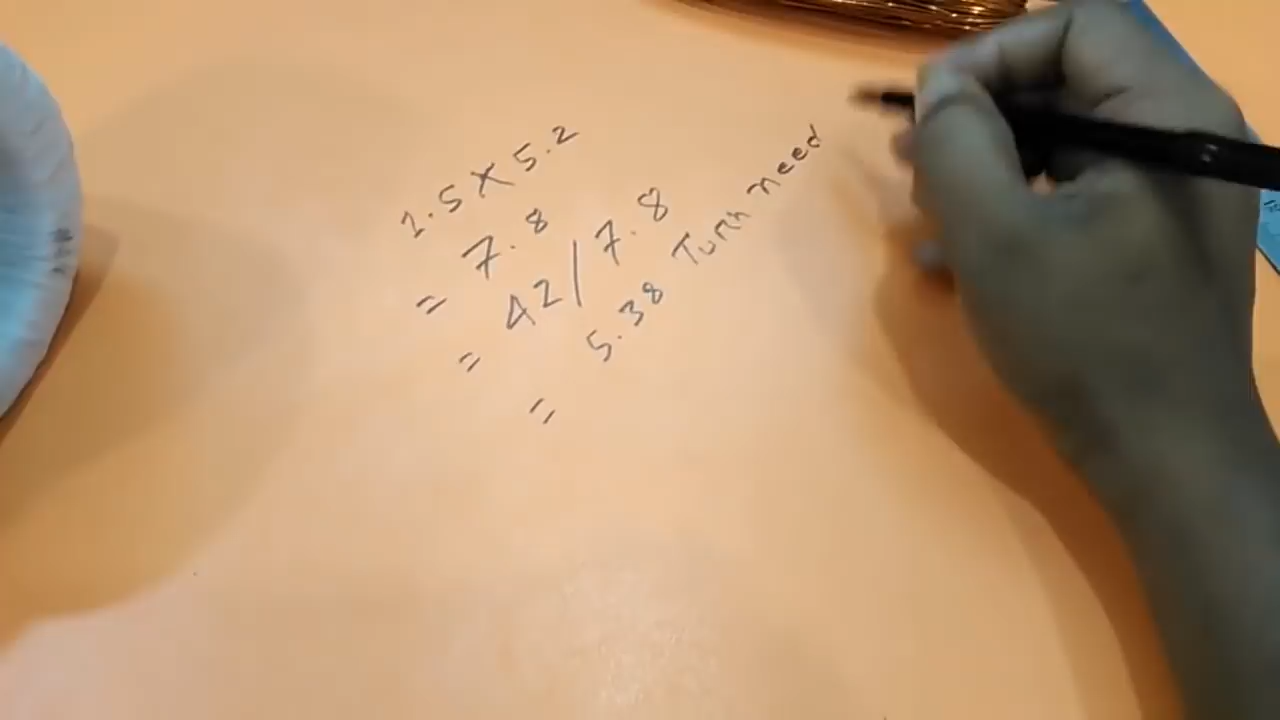 1.5 X 5.2
= 7.8
= 42/7.8
= 5.38 Turn need